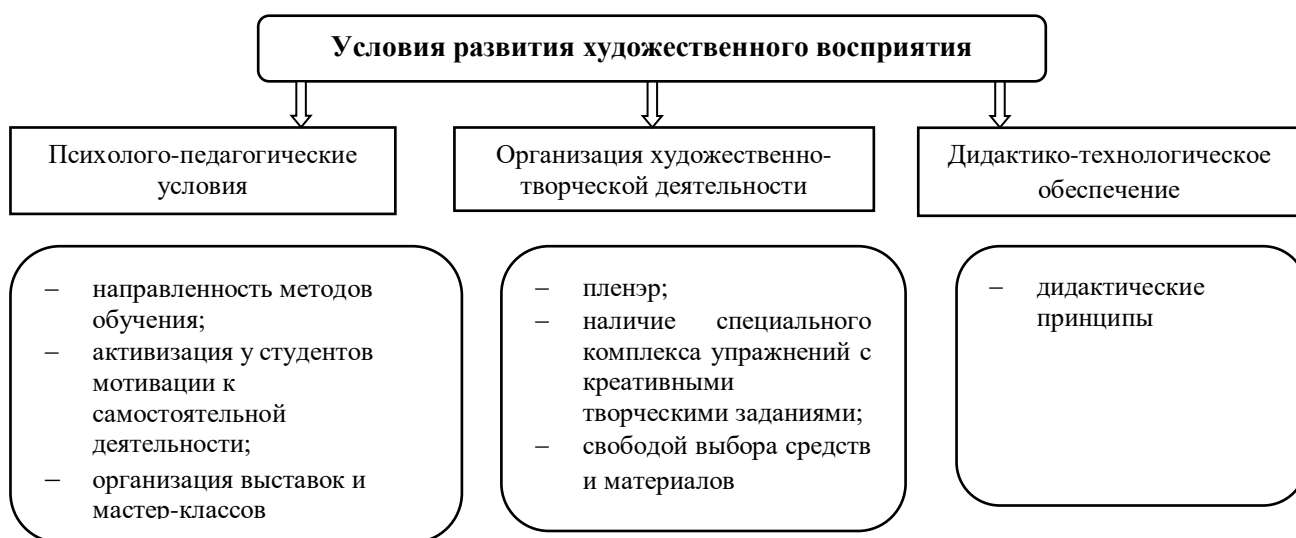 Условия развития художественного восприятия
Психолого-педагогические
условия
Организация художественно-
творческой деятельности
Дидактико-технологическое
обеспечение
– направленность методов
обучения;
– активизация у студентов
мотивации к
самостоятельной
деятельности;
– организация выставок и
мастер-классов
– пленэр;
– наличие специального
комплекса упражнений с
креативными
творческими заданиями;
– свободой выбора средств
и материалов
– дидактические
принципы